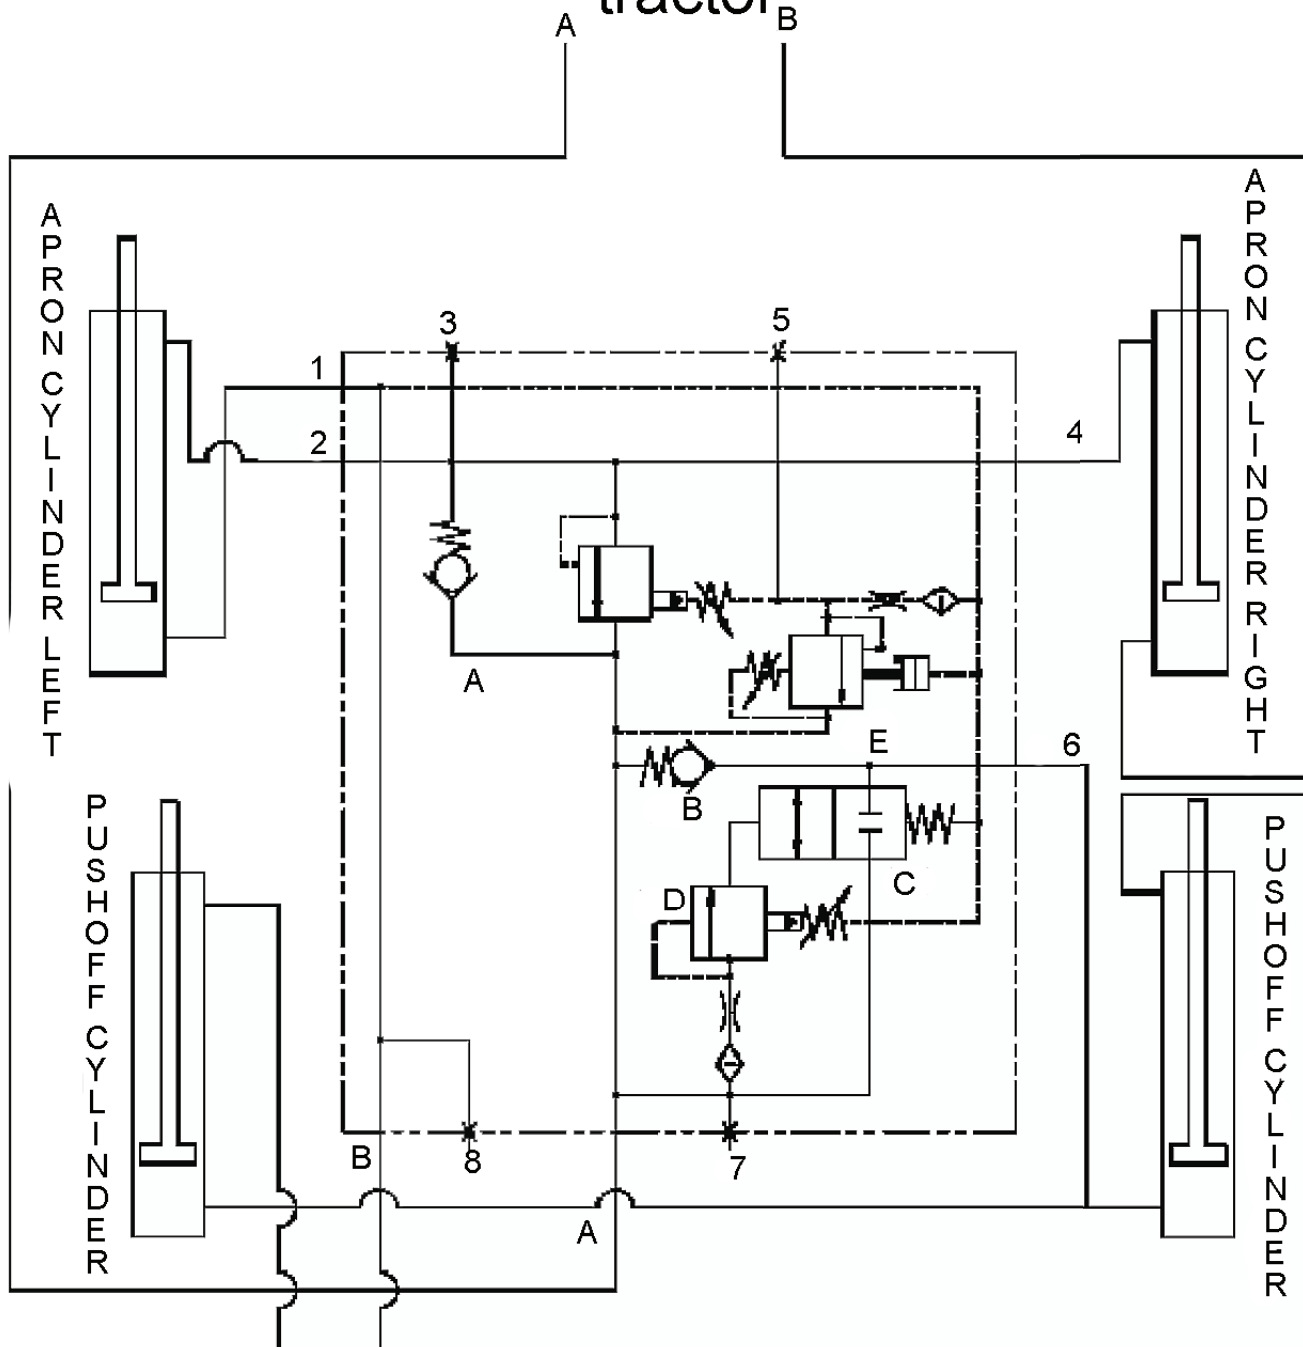 tractor
A
B
APRON CYLINDER LEFT
APRON CYLINDER RIGHT
3
5
1
2
4
A
E
6
B
C
D
PUSHOFF CYLINDER
PUSHOFF CYLINDER
B
8
7
A